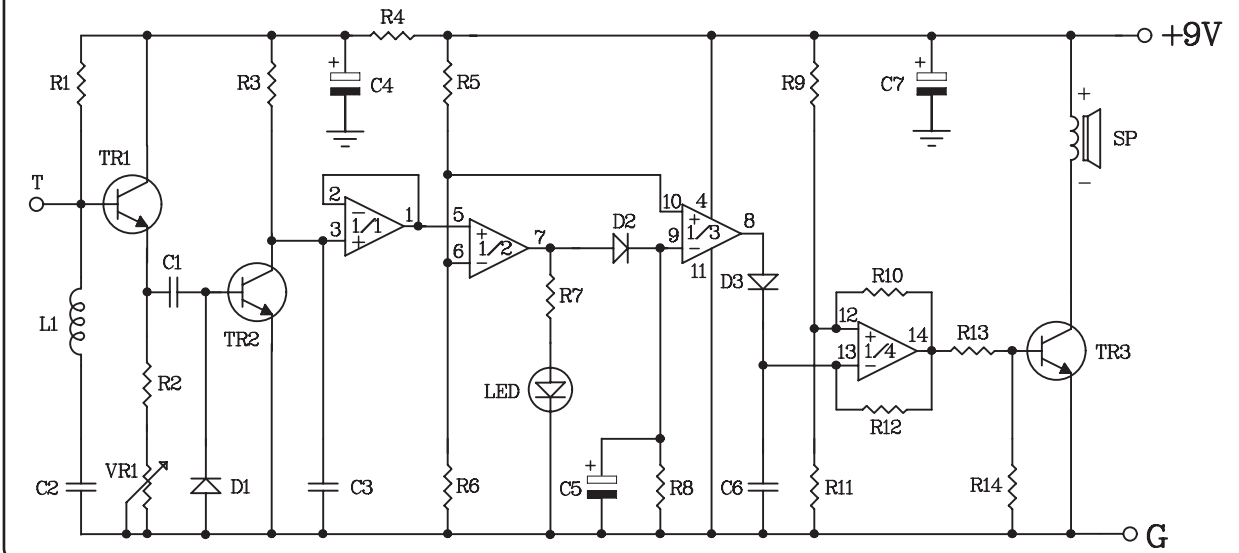 R4
+9V
R1
R3
+
C4
R5
R9
+
C7
+
SP
−
TR1
T
2
−
1/1
3
+
1
10
4
+
1/3
8
5
+
1/2
6
−
7
D2
9
−
11
C1
TR2
L1
R7
D3
R10
12
+
14
13
1/4
−
R13
TR3
R2
LED
R12
VR1
C2
D1
C3
R6
+
C5
R8
C6
R11
R14
G